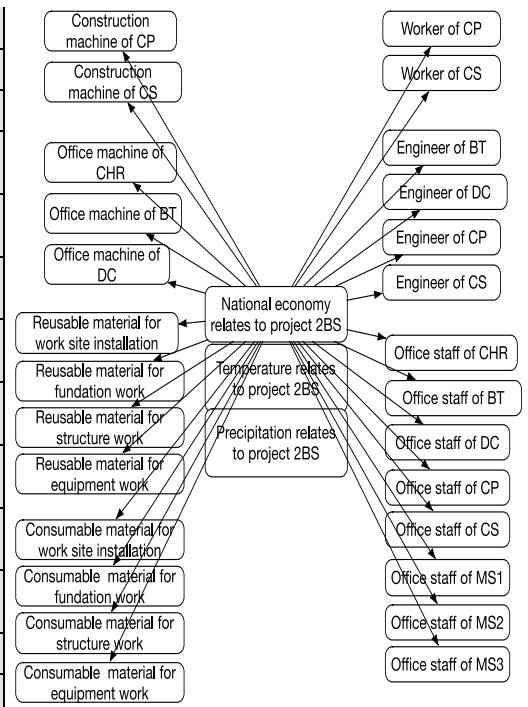 Construction
machine of CP
Construction
machine of CS
Office machine of
CHR
Office machine of BT
Office machine of
DC
Reusable material for
work site installation
Reusable material for
fundation work
Reusable material for
structure work
Reusable material for
equipment work
Consumable material for
work site installation
Consumable material for
fundation work
Consumable material for
structure work
Consumable material for
equipment work
National economy
relates to project 2BS
Temperature relates
to project 2BS
Precipitation relates
to project 2BS
Worker of CP
Worker of CS
Engineer of BT
Engineer of DC
Engineer of CP
Engineer of CS
Office staff of CHR
Office staff of BT
Office staff of DC
Office staff of CP
Office staff of CS
Office staff of MS1
Office staff of MS2
Office staff of MS3